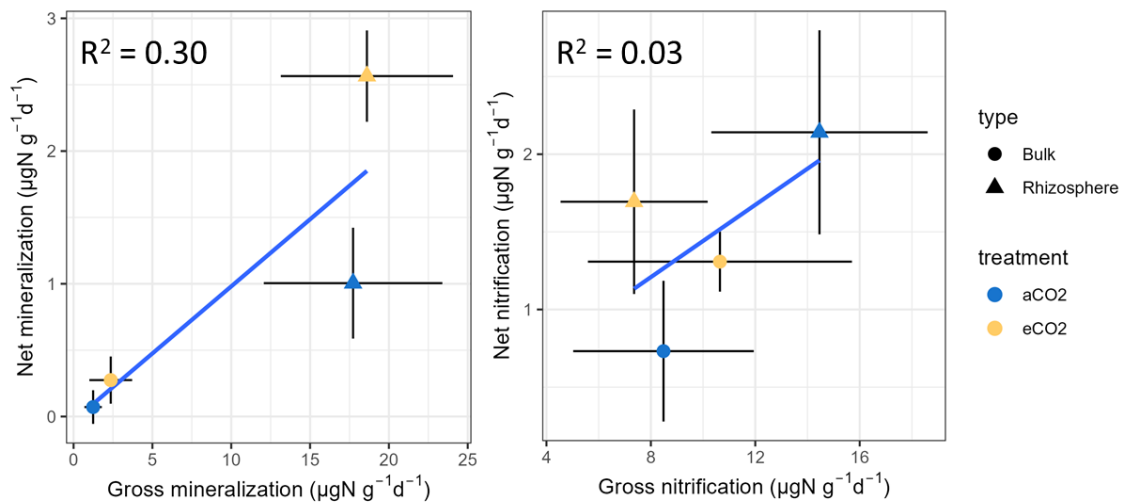 R² = 0.30
Net mineralization (µgN g⁻¹d⁻¹)
3
2
1
0
0 5 10 15 20 25
Gross mineralization (µgN g⁻¹d⁻¹)
R² = 0.03
Net nitrification (µgN g⁻¹d⁻¹)
2
1
4 8 12 16
Gross nitrification (µgN g⁻¹d⁻¹)
type
Bulk
Rhizosphere
treatment
aCO2
eCO2